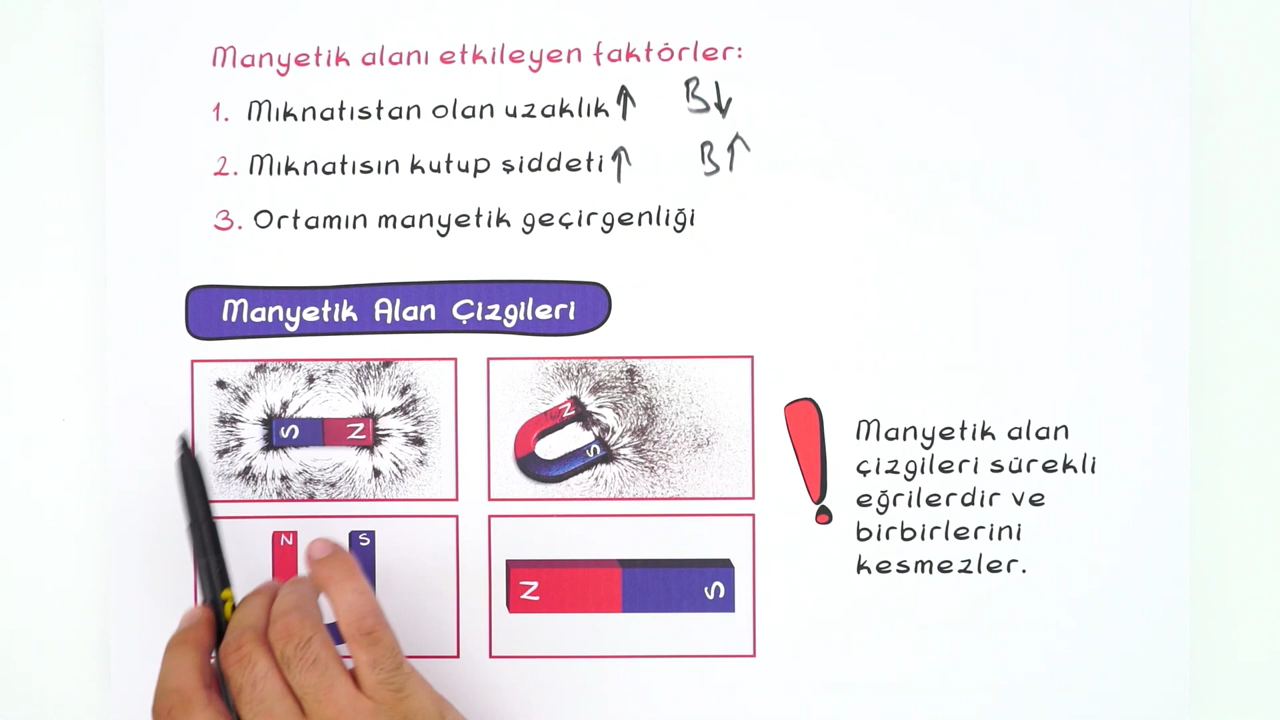 Manyetik alanı etkileyen faktörler:
1. Mıknatıstan olan uzaklık ↑ B↓
2. Mıknatısın kutup şiddeti ↑ B↑
3. Ortamın manyetik geçirgenliği
Manyetik Alan Çizgileri
S N
N
S
Manyetik alan
çizgileri sürekli
eğrilerdir ve
birbirlerini
kesmezler.
N S
N S